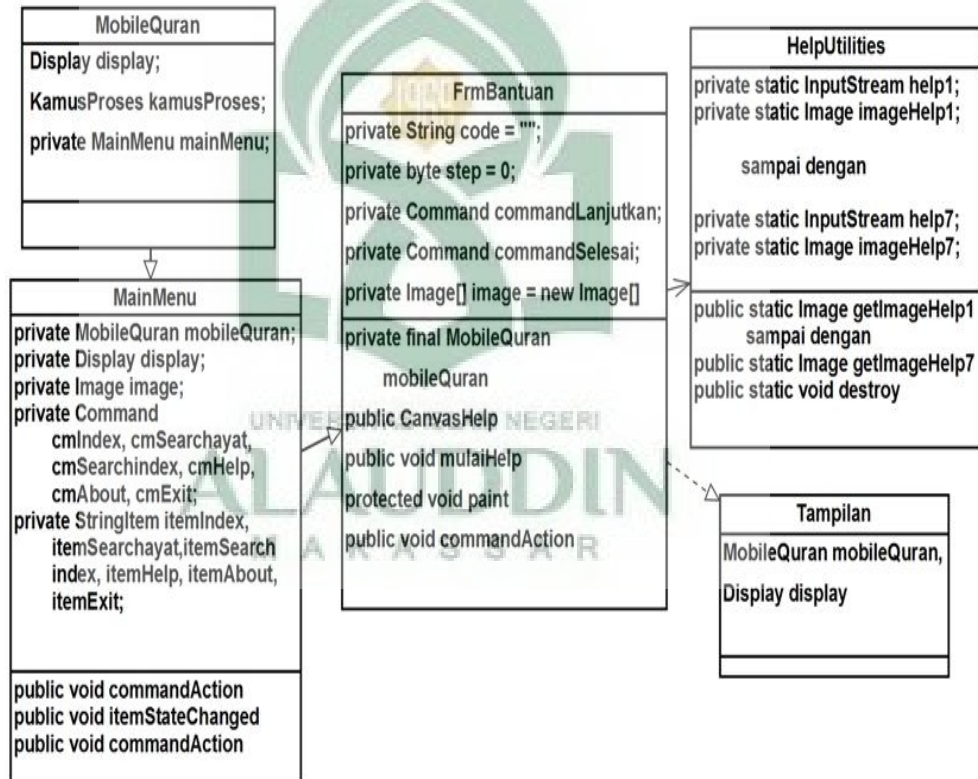 MobileQuran
Display display;
KamusProses kamusProses;
private MainMenu mainMenu;
MainMenu
private MobileQuran mobileQuran;
private Display display;
private Image image;
private Command
cmIndex, cmSearchayat,
cmSearchindex, cmHelp,
cmAbout, cmExit;
private StringItem itemIndex,
itemSearchayat,itemSearch
index, itemHelp, itemAbout,
itemExit;
public void commandAction
public void itemStateChanged
public void commandAction
FrmBantuan
private String code = "";
private byte step = 0;
private Command commandLanjutkan;
private Command commandSelesai;
private Image[] image = new Image[]
private final MobileQuran
mobileQuran
public CanvasHelp
public void mulaiHelp
protected void paint
public void commandAction
HelpUtilities
private static InputStream help1;
private static Image imageHelp1;
sampai dengan
private static InputStream help7;
private static Image imageHelp7;
public static Image getImageHelp1
sampai dengan
public static Image getImageHelp7
public static void destroy
Tampilan
MobileQuran mobileQuran,
Display display
NEGERI
ALAUDDIN
MAKASSAR